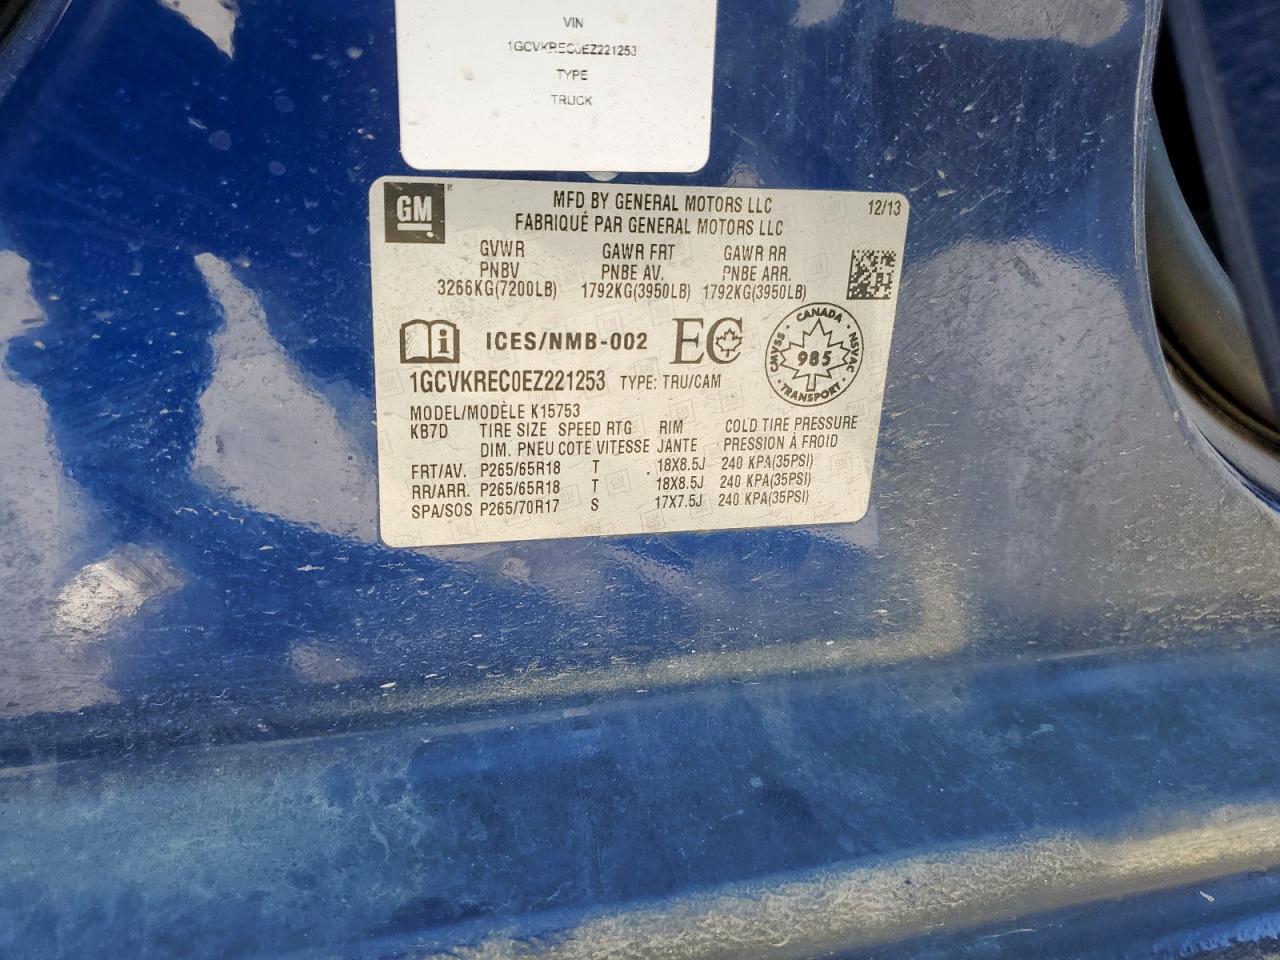 VIN
1GCVKREC0EZ221253
TYPE
TRUCK
GM ®
MFD BY GENERAL MOTORS LLC 12/13
FABRIQUÉ PAR GENERAL MOTORS LLC
GVWR GAWR FRT GAWR RR
PNBV PNBE AV. PNBE ARR.
3266KG(7200LB) 1792KG(3950LB) 1792KG(3950LB)
i ICES/NMB-002 EC
CANADA CMVSS NSVAC 985 TRANSPORT
1GCVKREC0EZ221253 TYPE: TRU/CAM
MODEL/MODÈLE K15753
KB7D TIRE SIZE SPEED RTG RIM COLD TIRE PRESSURE
DIM. PNEU COTE VITESSE JANTE PRESSION À FROID
FRT/AV. P265/65R18 T 18X8.5J 240 KPA(35PSI)
RR/ARR. P265/65R18 T 18X8.5J 240 KPA(35PSI)
SPA/SOS P265/70R17 S 17X7.5J 240 KPA(35PSI)